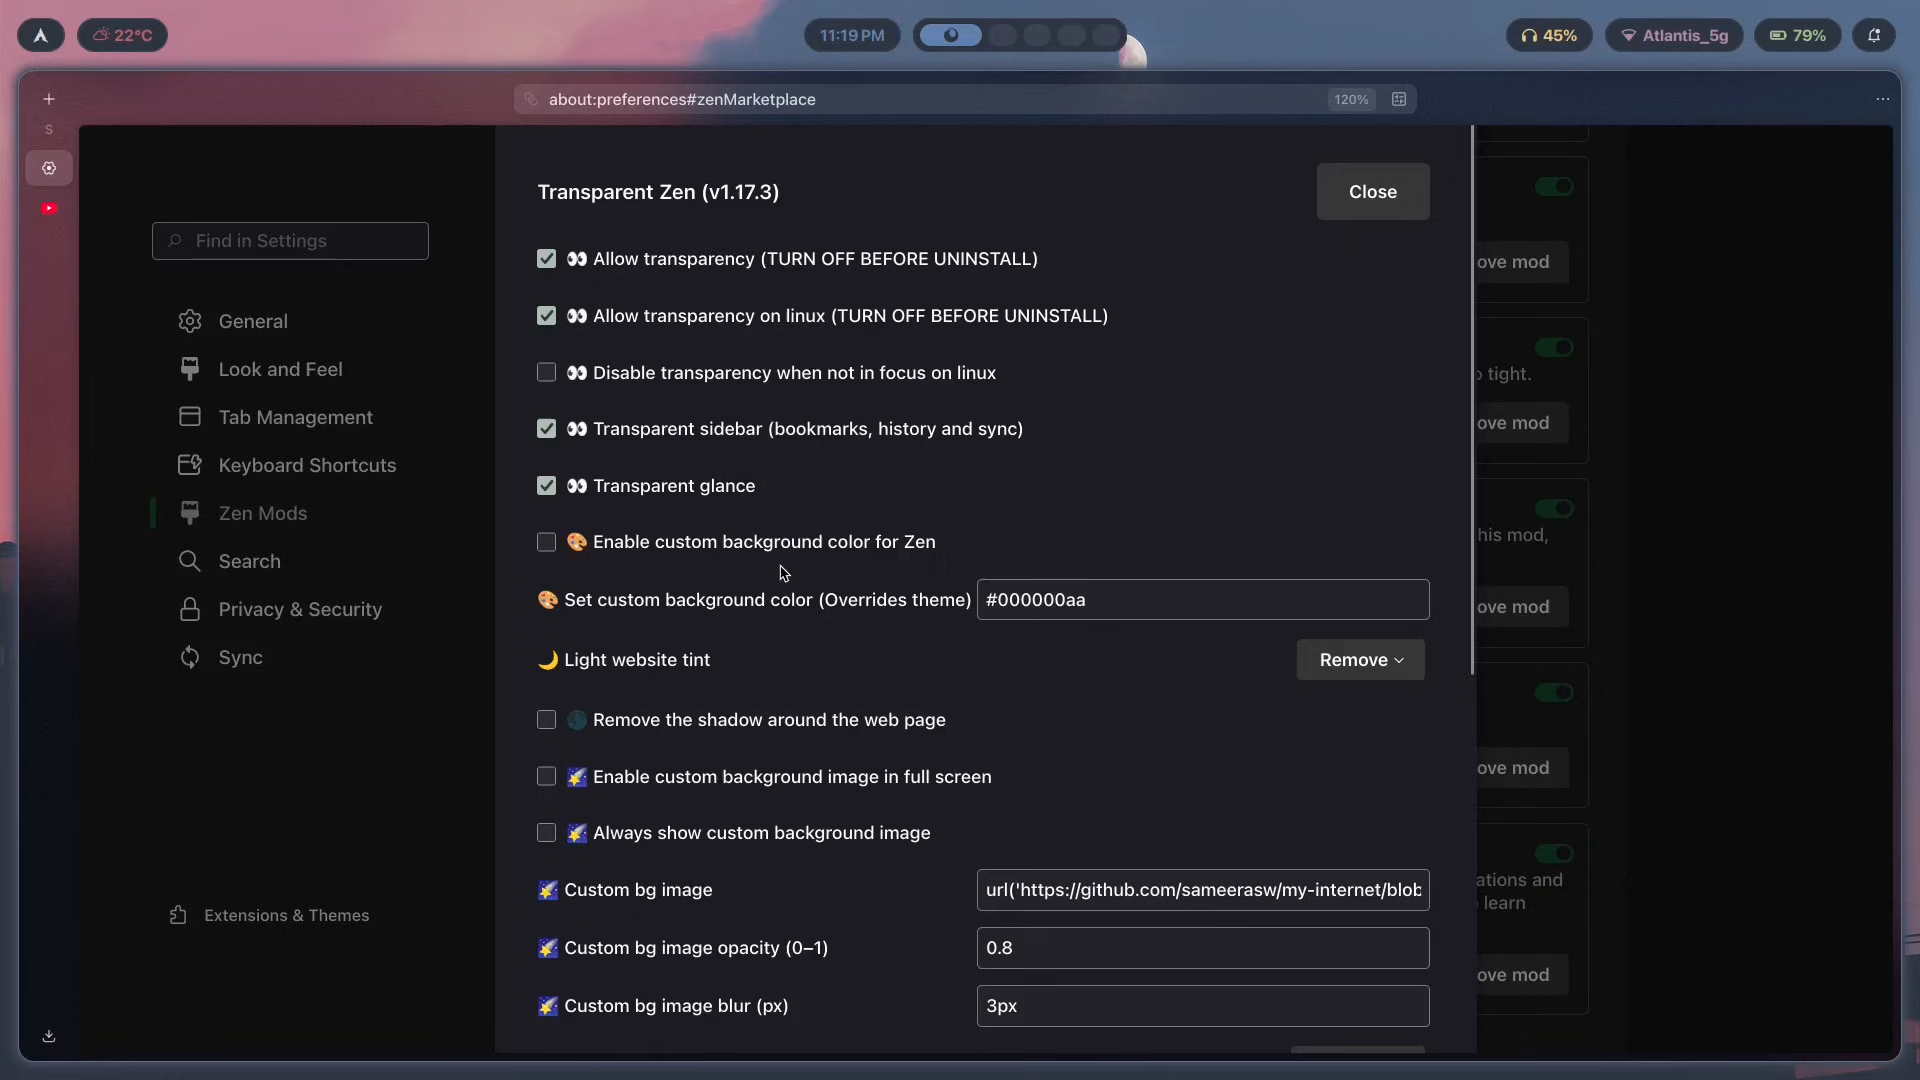 22°C
11:19 PM
45%
Atlantis_5g
79%
about:preferences#zenMarketplace
120%
S
Transparent Zen (v1.17.3)
Close
Find in Settings
General
Look and Feel
Tab Management
Keyboard Shortcuts
Zen Mods
Search
Privacy & Security
Sync
Extensions & Themes
Allow transparency (TURN OFF BEFORE UNINSTALL)
Allow transparency on linux (TURN OFF BEFORE UNINSTALL)
Disable transparency when not in focus on linux
Transparent sidebar (bookmarks, history and sync)
Transparent glance
Enable custom background color for Zen
Set custom background color (Overrides theme) #000000aa
Light website tint
Remove
Remove the shadow around the web page
Enable custom background image in full screen
Always show custom background image
Custom bg image url('https://github.com/sameerasw/my-internet/blob
Custom bg image opacity (0–1) 0.8
Custom bg image blur (px) 3px
ove mod
tight.
ove mod
his mod,
ove mod
ove mod
ations and
learn
ove mod